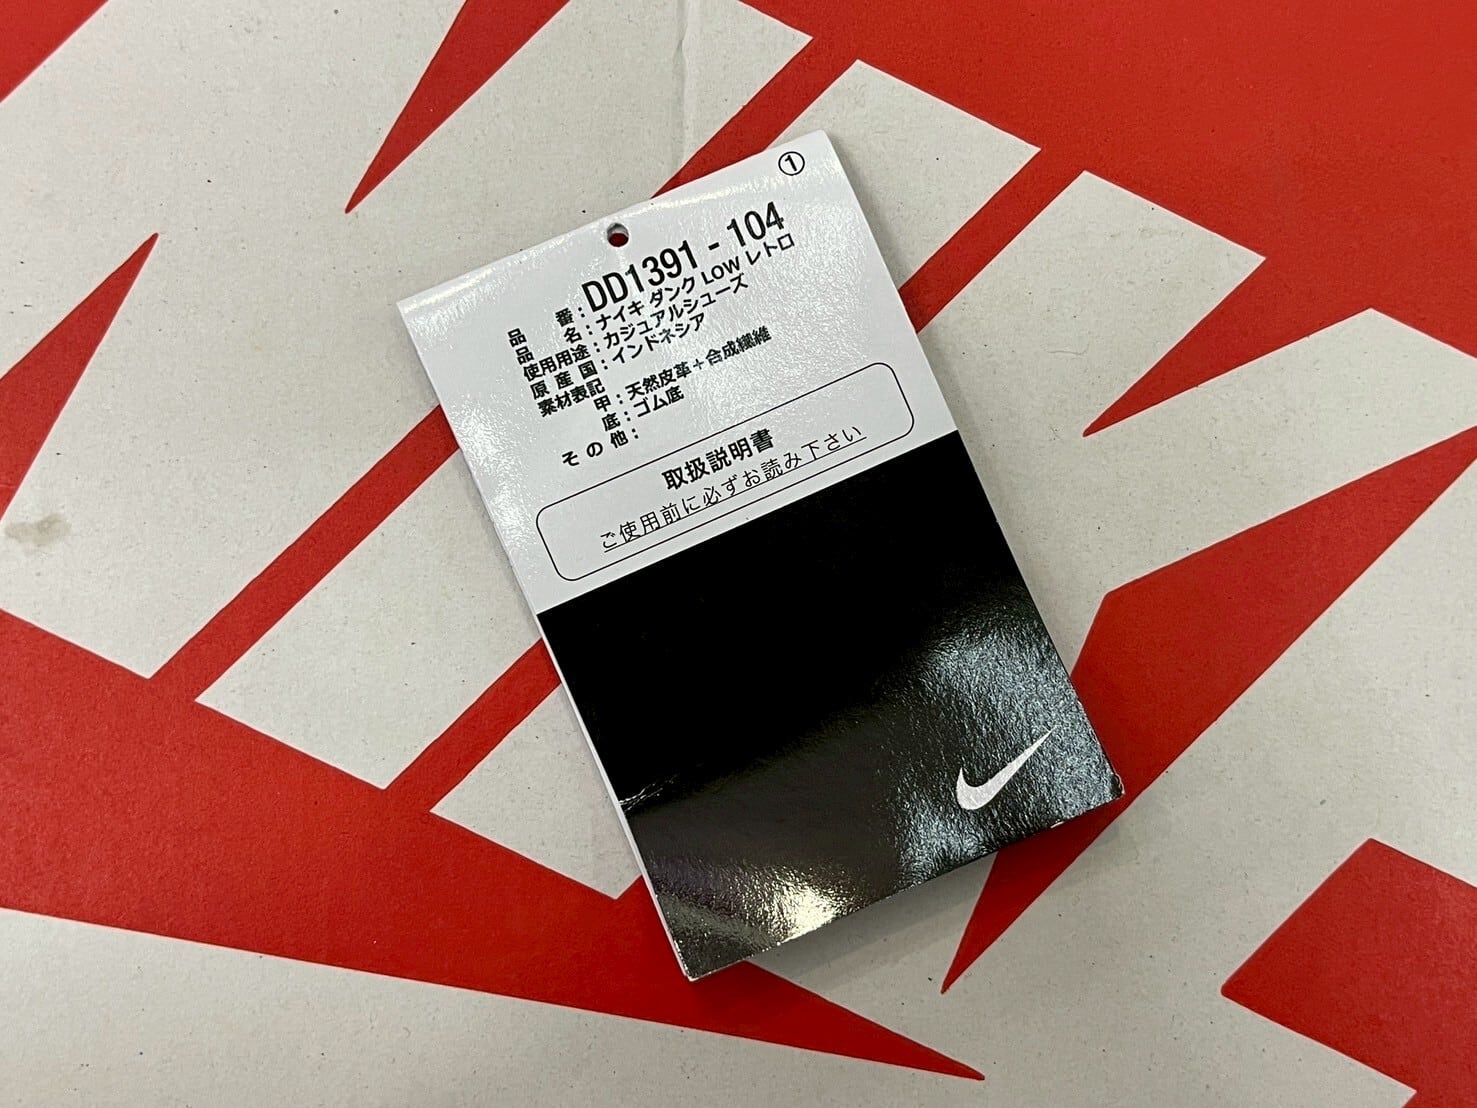 ①
品 番 : DD1391 - 104
品 名 : ナイキ ダンク LOW レトロ
使用用途 : カジュアルシューズ
原産国 : インドネシア
素材表記
甲 : 天然皮革+合成繊維
底 : ゴム底
その他 :
取扱説明書
ご使用前に必ずお読み下さい